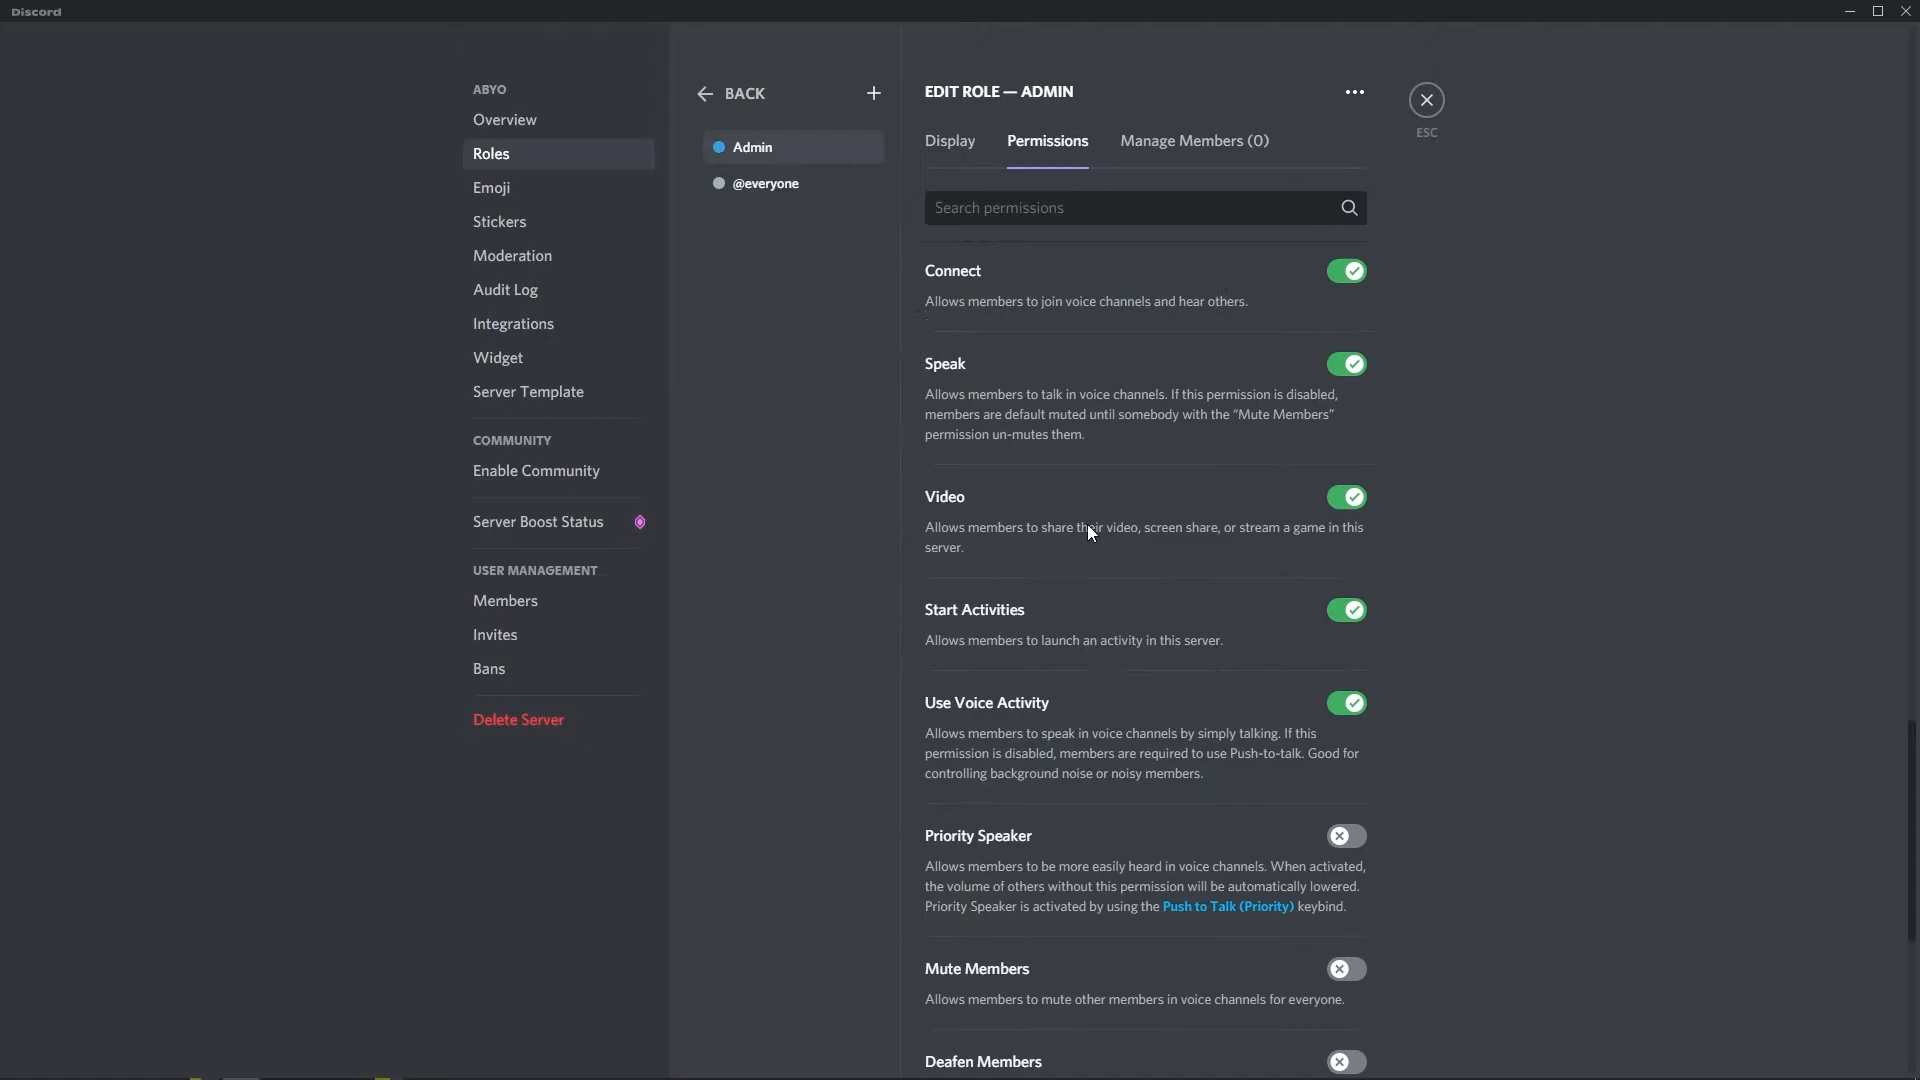 Discord
ABYO
Overview
Roles
Emoji
Stickers
Moderation
Audit Log
Integrations
Widget
Server Template
COMMUNITY
Enable Community
Server Boost Status
USER MANAGEMENT
Members
Invites
Bans
Delete Server
BACK
Admin
@everyone
EDIT ROLE — ADMIN
Display
Permissions
Manage Members (0)
ESC
Search permissions
Connect
Allows members to join voice channels and hear others.
Speak
Allows members to talk in voice channels. If this permission is disabled,
members are default muted until somebody with the “Mute Members”
permission un-mutes them.
Video
Allows members to share their video, screen share, or stream a game in this
server.
Start Activities
Allows members to launch an activity in this server.
Use Voice Activity
Allows members to speak in voice channels by simply talking. If this
permission is disabled, members are required to use Push-to-talk. Good for
controlling background noise or noisy members.
Priority Speaker
Allows members to be more easily heard in voice channels. When activated,
the volume of others without this permission will be automatically lowered.
Priority Speaker is activated by using the Push to Talk (Priority) keybind.
Mute Members
Allows members to mute other members in voice channels for everyone.
Deafen Members